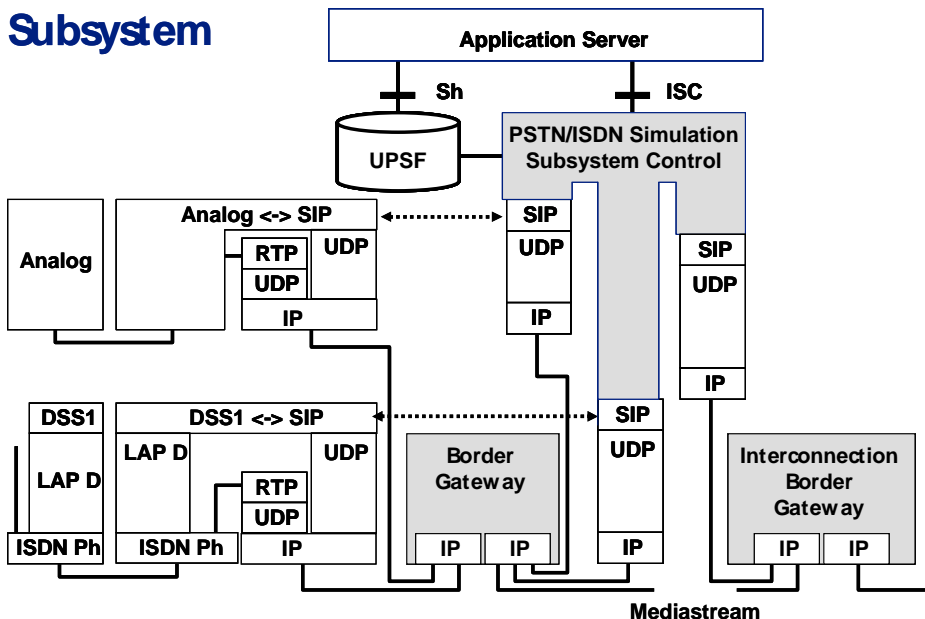 Subsystem
Application Server
Sh
ISC
PSTN/ISDN Simulation
Subsystem Control
UPSF
Analog <-> SIP
SIP
Analog
RTP
UDP
UDP
UDP
SIP
UDP
IP
IP
IP
DSS1
DSS1 <-> SIP
SIP
LAP D
LAP D
UDP
RTP
UDP
Border
Gateway
UDP
Interconnection
Border
Gateway
ISDN Ph
ISDN Ph
IP
IP
IP
IP
IP
IP
Mediastream